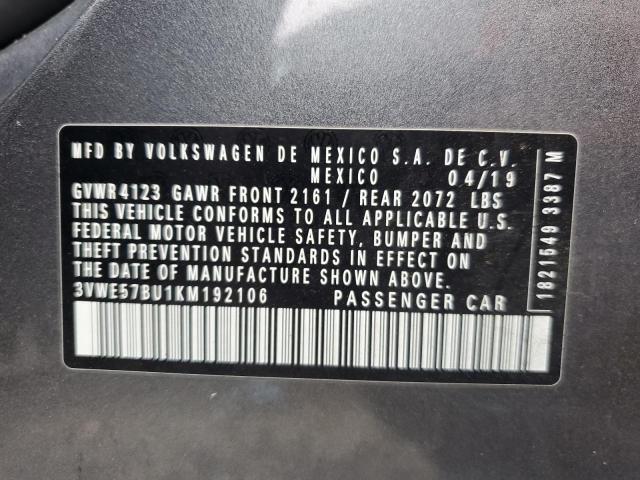 MFD BY VOLKSWAGEN DE MEXICO S.A. DE C.V.
MEXICO 04/19
GVWR4123 GAWR FRONT 2161 / REAR 2072 LBS
THIS VEHICLE CONFORMS TO ALL APPLICABLE U.S.
FEDERAL MOTOR VEHICLE SAFETY, BUMPER AND
THEFT PREVENTION STANDARDS IN EFFECT ON
THE DATE OF MANUFACTURE SHOWN ABOVE.
3VWE57BU1KM192106 PASSENGER CAR
1821549 3387 M